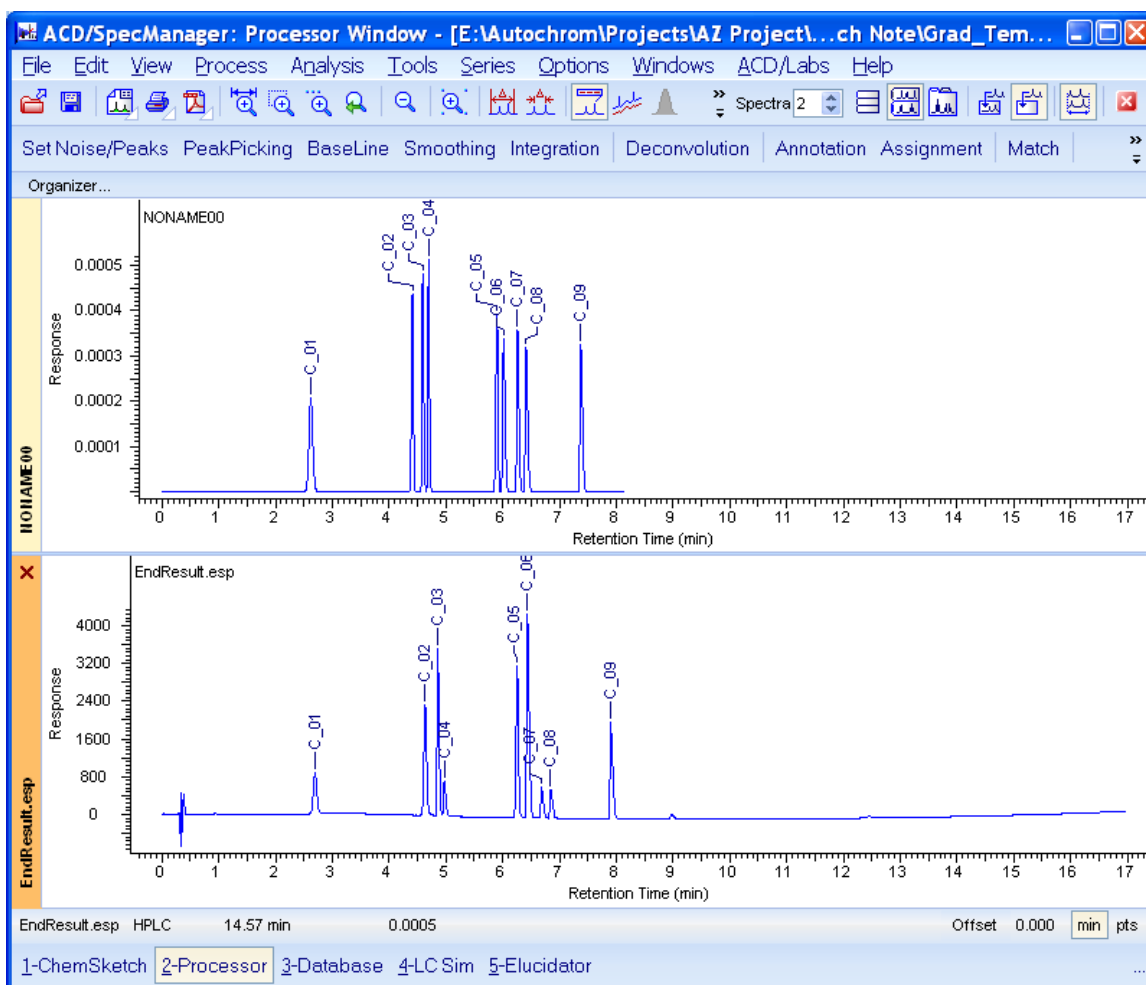 ACD/SpecManager: Processor Window - [E:\Autochrom\Projects\AZ Project\...ch Note\Grad_Tem...
File Edit View Process Analysis Tools Series Options Windows ACD/Labs Help
Spectra 2
Set Noise/Peaks PeakPicking BaseLine Smoothing Integration Deconvolution Annotation Assignment Match
Organizer...
NONAME00
NONAME00
Response
0.0005
0.0004
0.0003
0.0002
0.0001
C_01
C_02
C_03
C_04
C_05
C_06
C_07
C_08
C_09
0 1 2 3 4 5 6 7 8 9 10 11 12 13 14 15 16 17
Retention Time (min)
EndResult.esp
EndResult.esp
Response
4000
3200
2400
1600
800
0
C_01
C_02
C_03
C_04
C_05
C_06
C_07
C_08
C_09
0 1 2 3 4 5 6 7 8 9 10 11 12 13 14 15 16 17
Retention Time (min)
EndResult.esp HPLC 14.57 min 0.0005 Offset 0.000 min pts
1-ChemSketch 2-Processor 3-Database 4-LC Sim 5-Elucidator ...